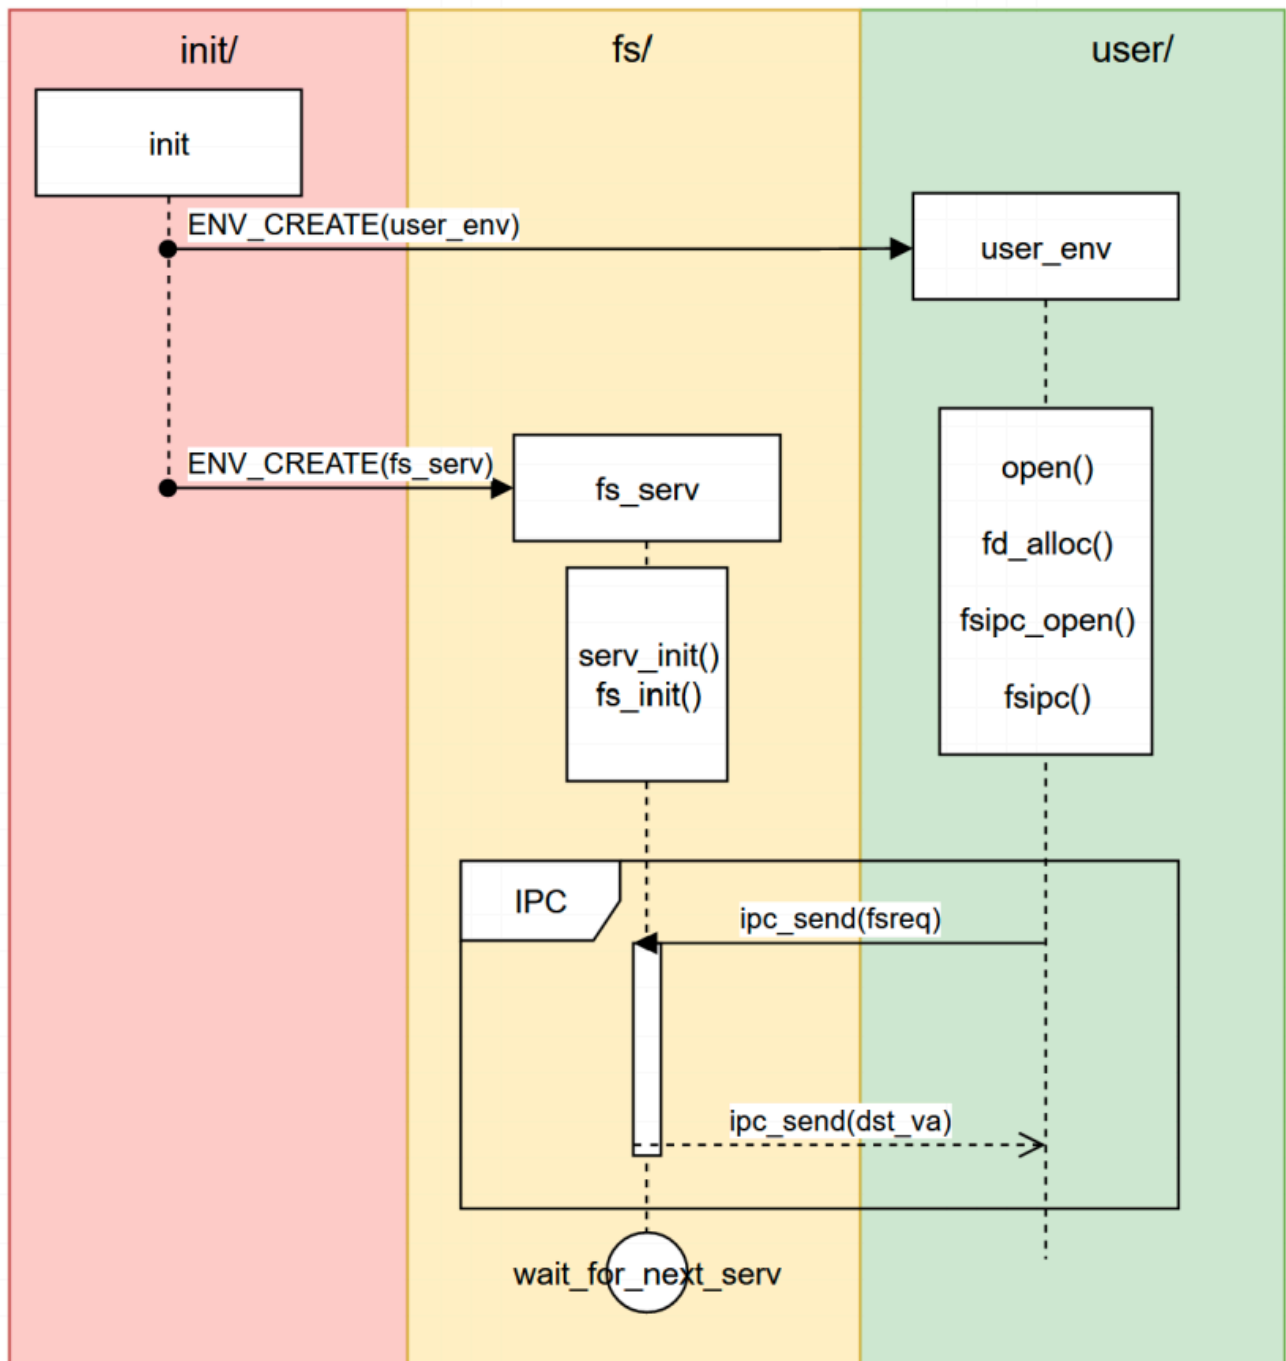 init/
fs/
user/
init
ENV_CREATE(user_env)
user_env
ENV_CREATE(fs_serv)
fs_serv
open()
fd_alloc()
fsipc_open()
fsipc()
serv_init()
fs_init()
IPC
ipc_send(fsreq)
ipc_send(dst_va)
wait_for_next_serv